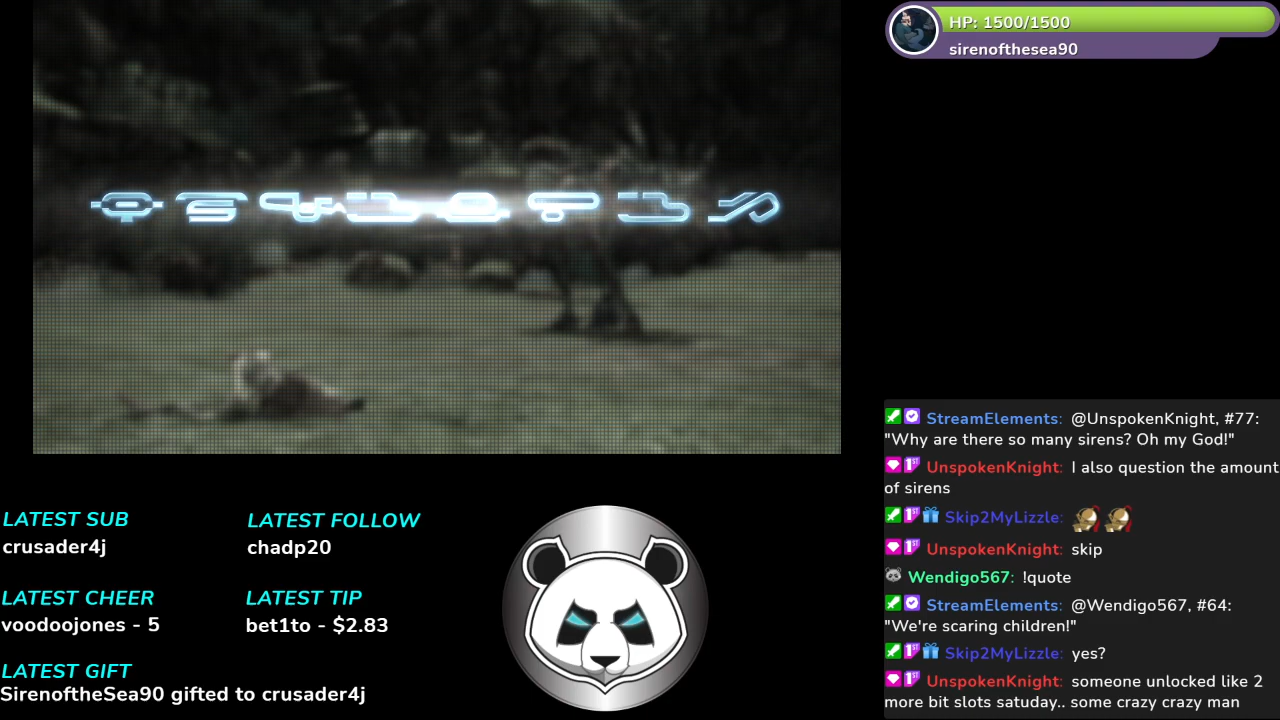 HP: 1500/1500
sirenofthesea90
StreamElements: @UnspokenKnight, #77:
"Why are there so many sirens? Oh my God!"
UnspokenKnight: I also question the amount
of sirens
Skip2MyLizzle:
UnspokenKnight: skip
Wendigo567: !quote
StreamElements: @Wendigo567, #64:
"We're scaring children!"
Skip2MyLizzle: yes?
UnspokenKnight: someone unlocked like 2
more bit slots satuday.. some crazy crazy man
LATEST SUB
crusader4j
LATEST FOLLOW
chadp20
LATEST CHEER
voodoojones - 5
LATEST TIP
bet1to - $2.83
LATEST GIFT
SirenoftheSea90 gifted to crusader4j